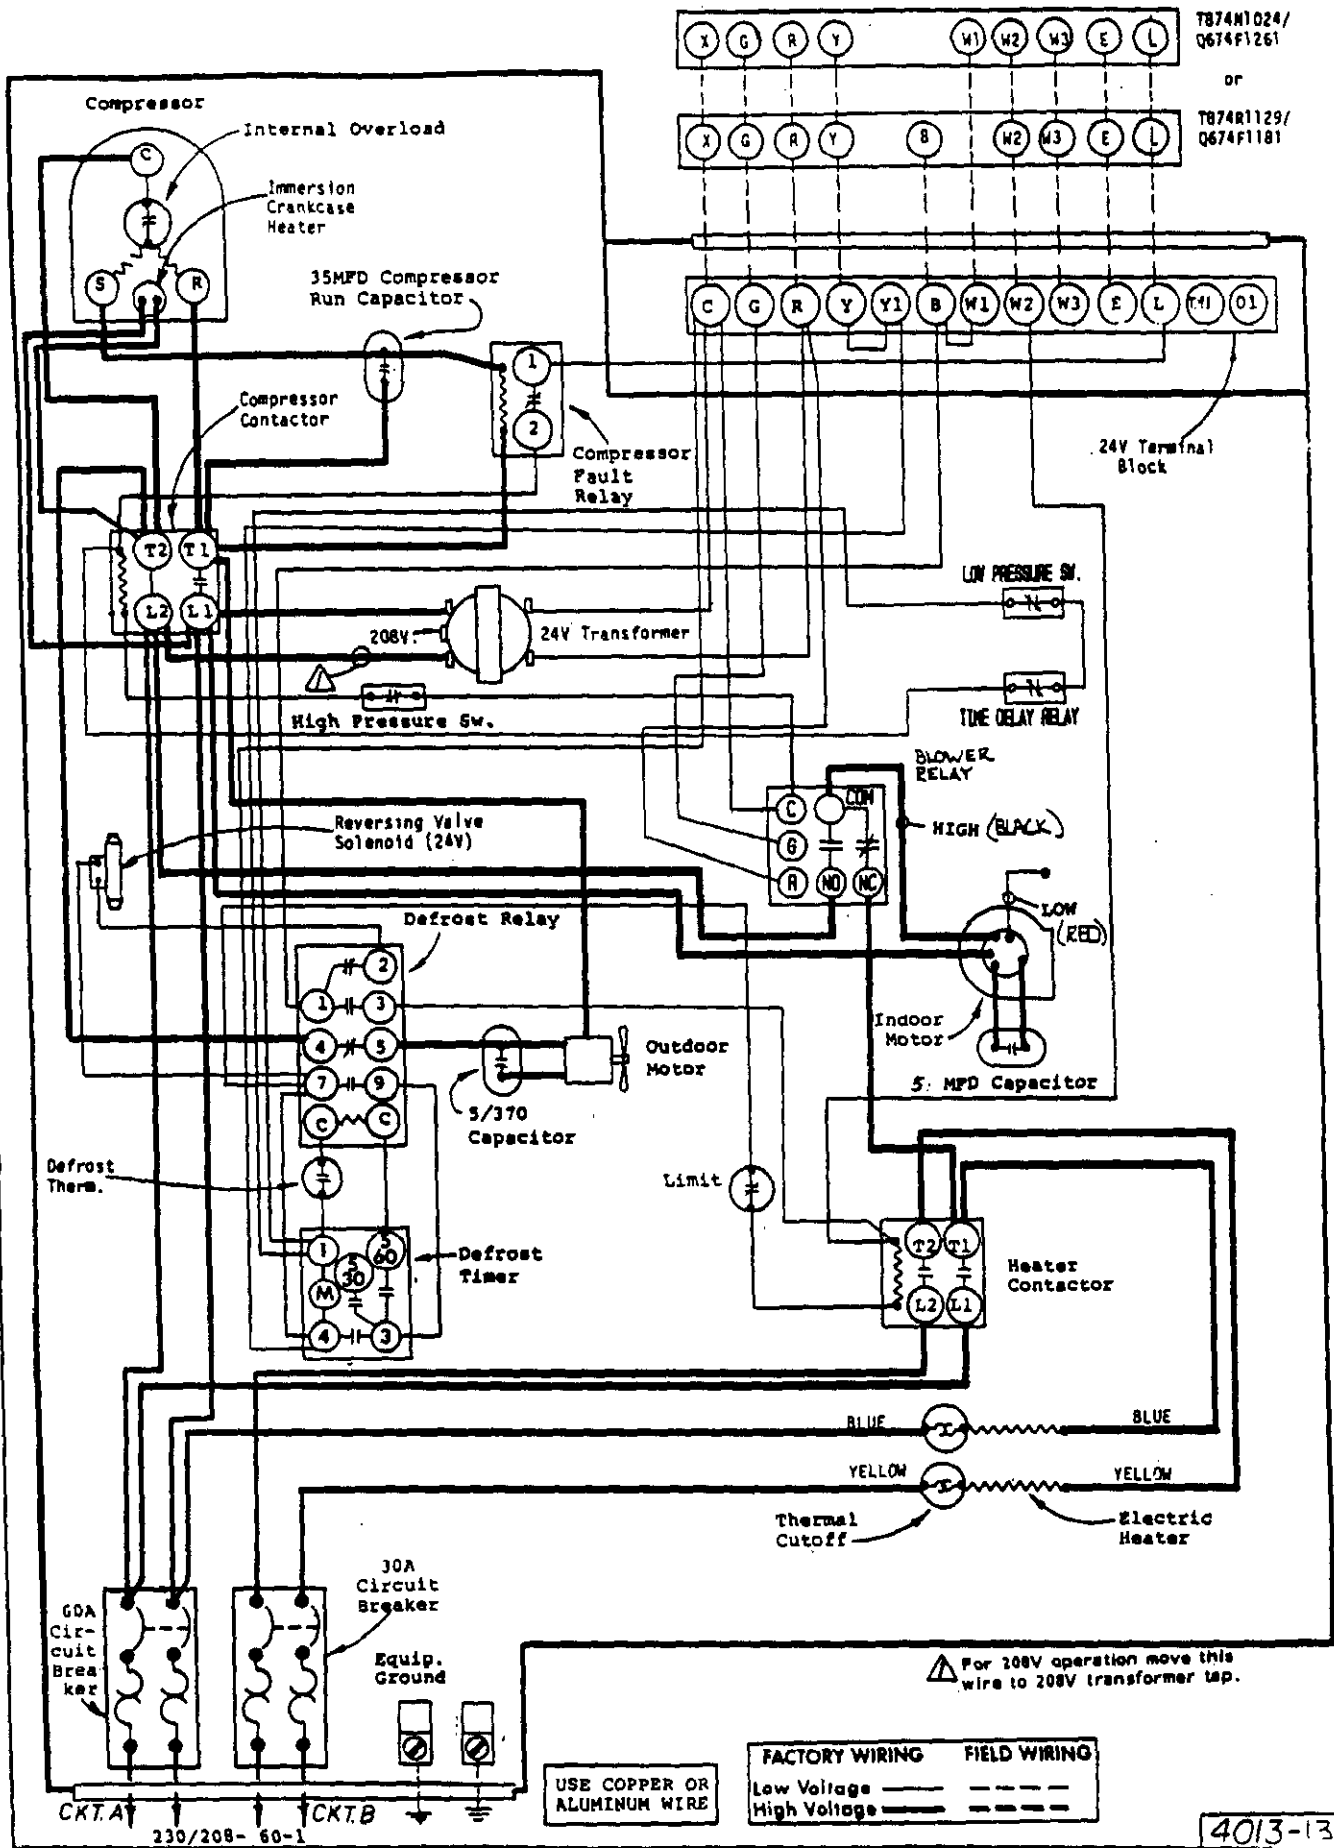 X G R Y W1 W2 W3 E L
T874N1024/
Q674F1261
or
X G R Y B W2 W3 E L
T874R1129/
Q674F1181
Compressor
Internal Overload
C
Immersion
Crankcase
Heater
S R
35MFD Compressor
Run Capacitor
C G R Y Y1 B W1 W2 W3 E L O1
1
2
Compressor
Contactor
Compressor
Fault
Relay
24V Terminal
Block
T2 T1
L2 L1
LOW PRESSURE SW.
208V.
24V Transformer
High Pressure Sw.
TIME DELAY RELAY
BLOWER
RELAY
C COM
G
R NO NC
HIGH (BLACK)
LOW
(RED)
Reversing Valve
Solenoid (24V)
Defrost Relay
2
1 3
4 5
7 9
C C
Outdoor
Motor
5/370
Capacitor
Indoor
Motor
5. MFD Capacitor
Defrost
Therm.
Limit
1 5 60
5 30
M
4 3
Defrost
Timer
T2 T1
L2 L1
Heater
Contactor
BLUE BLUE
YELLOW YELLOW
Thermal
Cutoff
Electric
Heater
30A
Circuit
Breaker
60A
Cir-
cuit
Brea
ker
Equip.
Ground
For 208V operation move this
wire to 208V transformer tap.
USE COPPER OR
ALUMINUM WIRE
FACTORY WIRING FIELD WIRING
Low Voltage
High Voltage
CKT.A CKT.B
230/208- 60-1
4013-13